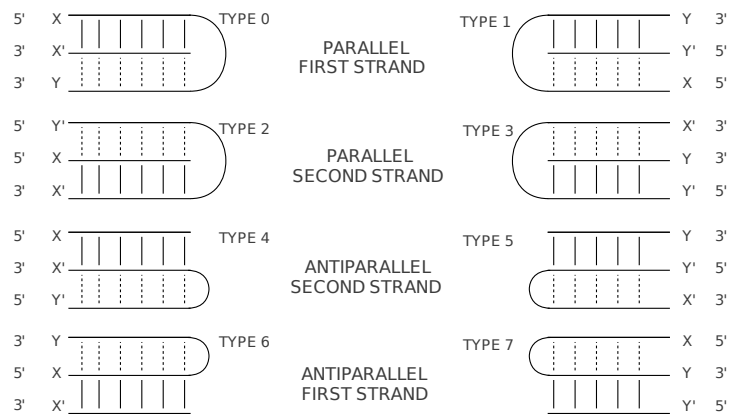 5' X TYPE 0 TYPE 1 Y 3'
3' X' PARALLEL Y' 5'
FIRST STRAND
3' Y X 5'
5' Y' TYPE 2 TYPE 3 X' 3'
5' X PARALLEL Y 3'
SECOND STRAND
3' X' Y' 5'
5' X TYPE 4 TYPE 5 Y 3'
3' X' ANTIPARALLEL Y' 5'
SECOND STRAND
5' Y' X' 3'
3' Y TYPE 6 TYPE 7 X 5'
5' X ANTIPARALLEL Y 3'
FIRST STRAND
3' X' Y' 5'